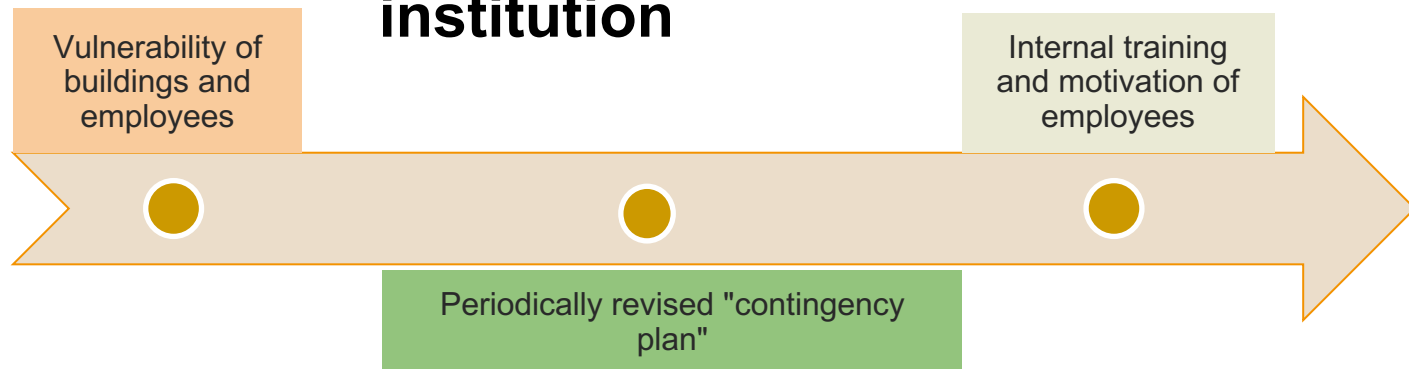 institution
Vulnerability of
buildings and
employees
Internal training
and motivation of
employees
Periodically revised "contingency
plan"